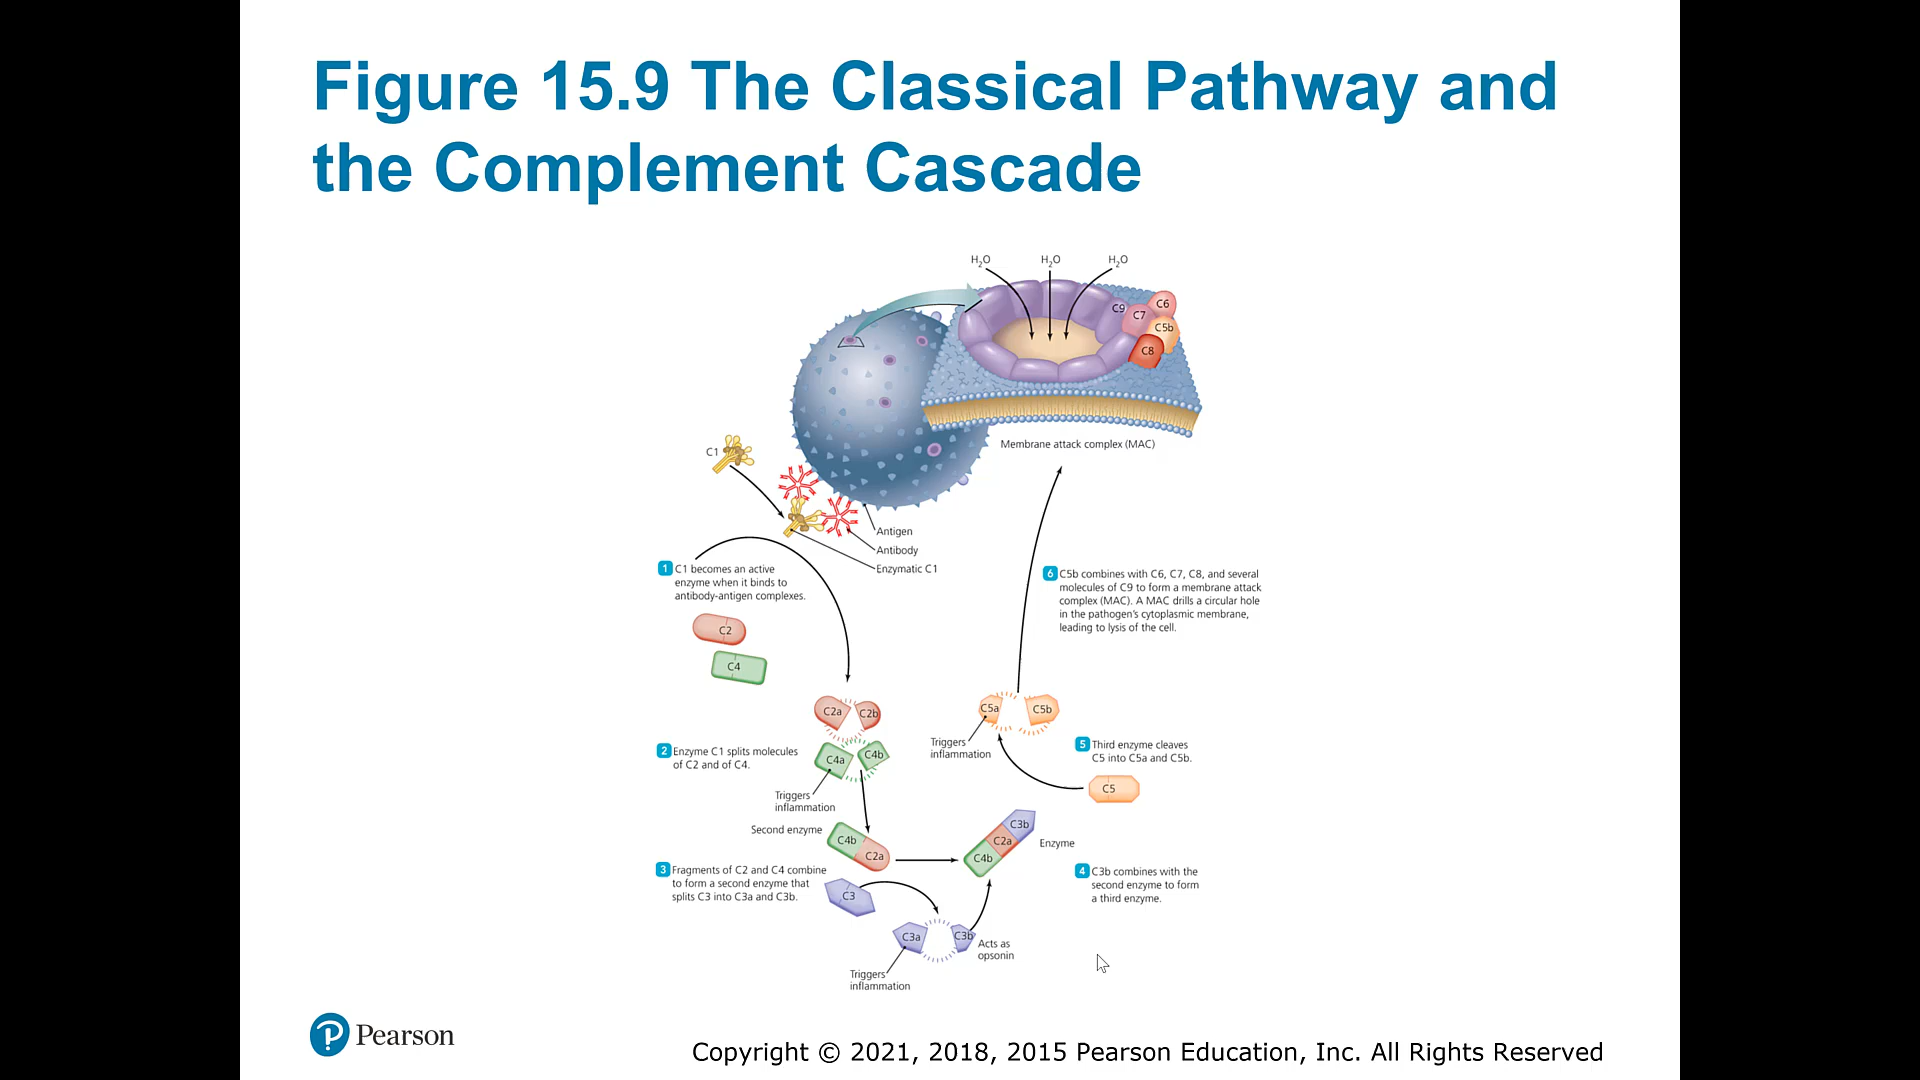 Figure 15.9 The Classical Pathway and
the Complement Cascade
H2O
H2O
H2O
C9
C7
C6
C5b
C8
Membrane attack complex (MAC)
C1
Antigen
Antibody
Enzymatic C1
1 C1 becomes an active
enzyme when it binds to
antibody-antigen complexes.
C2
C4
C2a
C2b
C4a
C4b
2 Enzyme C1 splits molecules
of C2 and of C4.
Triggers
inflammation
Second enzyme
C4b
C2a
3 Fragments of C2 and C4 combine
to form a second enzyme that
splits C3 into C3a and C3b.
C3
C3a
C3b
Triggers
inflammation
Acts as
opsonin
C3b
C2a
C4b
Enzyme
4 C3b combines with the
second enzyme to form
a third enzyme.
C5
5 Third enzyme cleaves
C5 into C5a and C5b.
C5a
C5b
Triggers
inflammation
6 C5b combines with C6, C7, C8, and several
molecules of C9 to form a membrane attack
complex (MAC). A MAC drills a circular hole
in the pathogen's cytoplasmic membrane,
leading to lysis of the cell.
P Pearson
Copyright © 2021, 2018, 2015 Pearson Education, Inc. All Rights Reserved